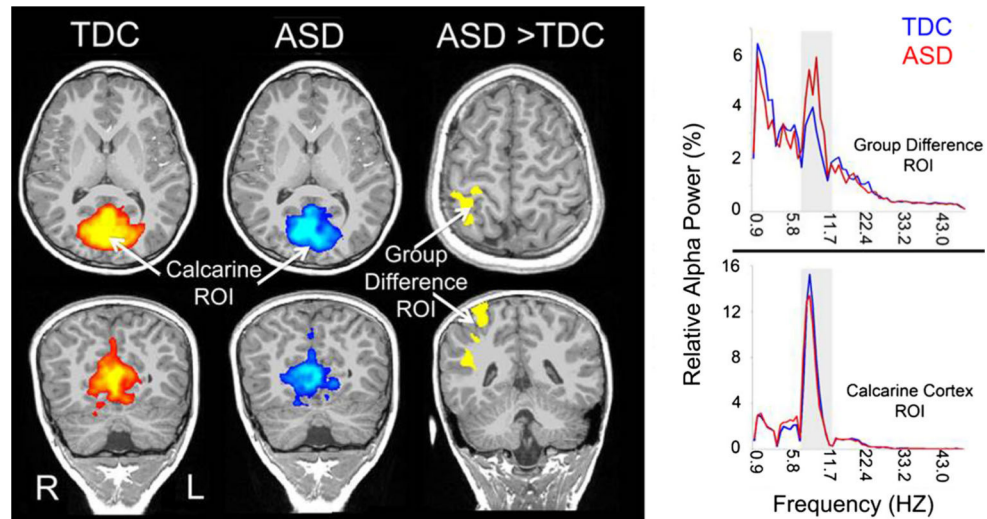 TDC
ASD
ASD >TDC
Calcarine
ROI
Group
Difference
ROI
R
L
TDC
ASD
Relative Alpha Power (%)
6
4
2
0
Group Difference
ROI
0.9
5.8
11.7
22.4
33.2
43.0
16
12
8
4
0
Calcarine Cortex
ROI
0.9
5.8
11.7
22.4
33.2
43.0
Frequency (HZ)